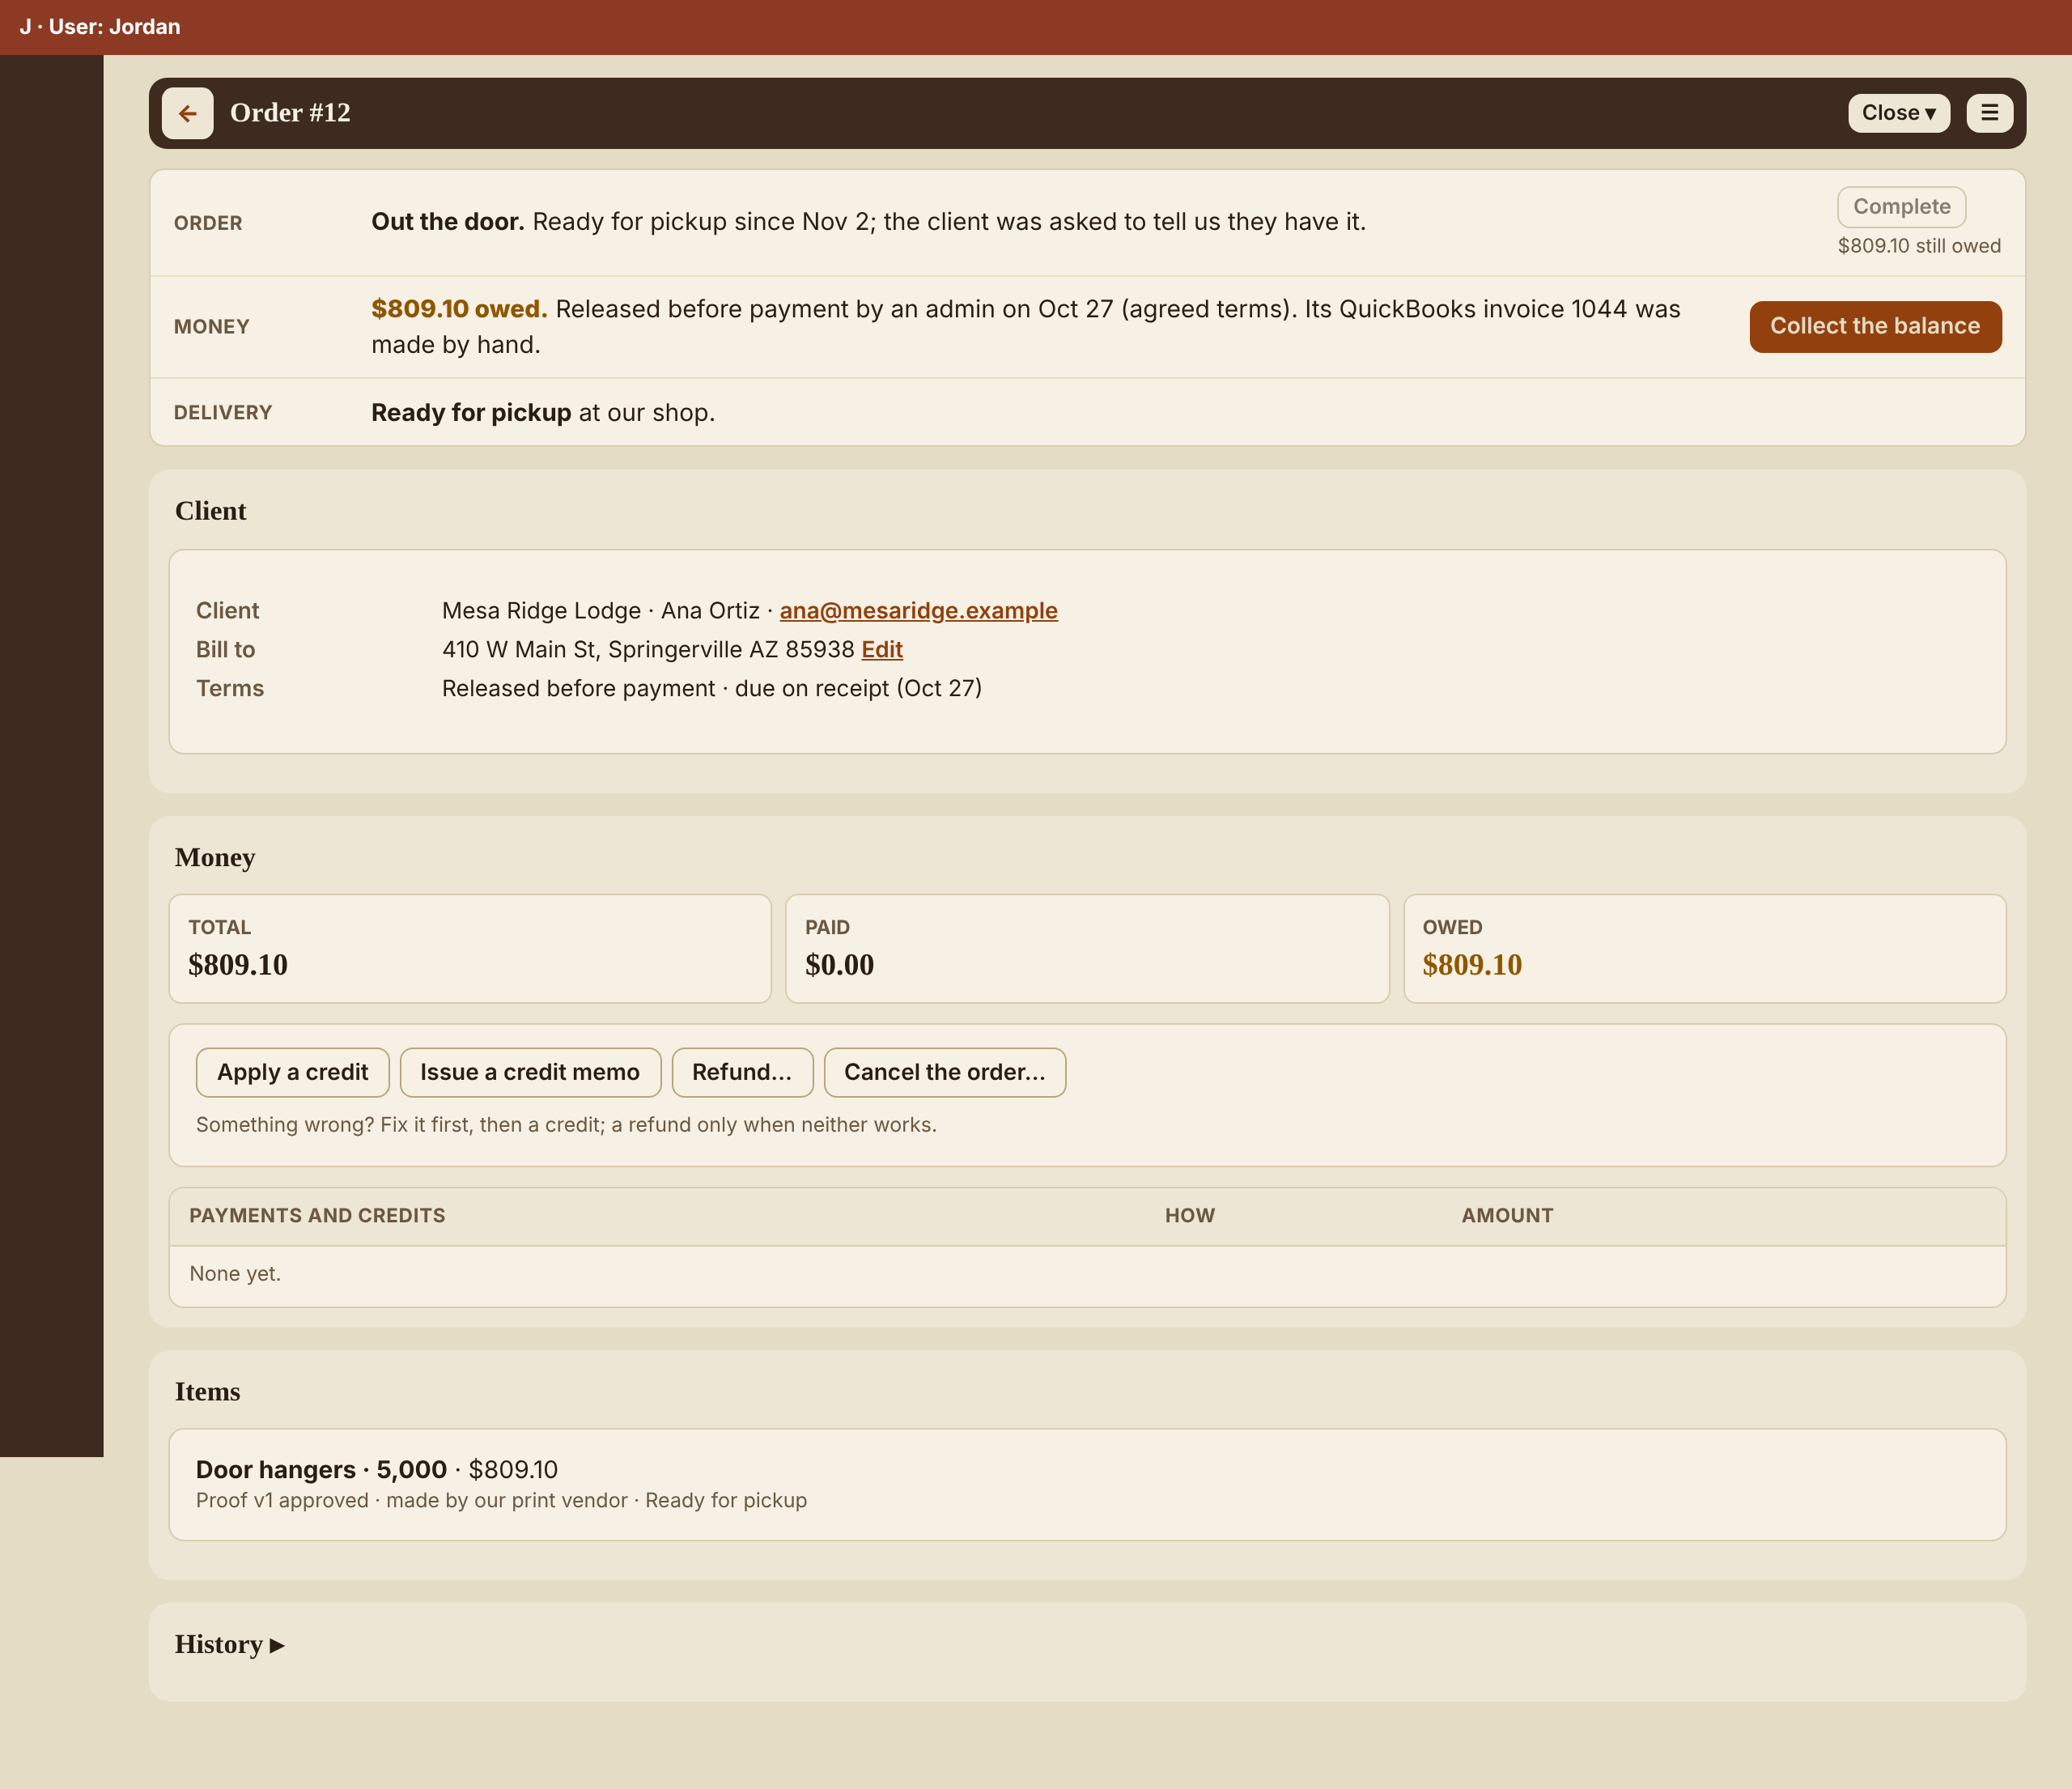 J · User: Jordan
← Order #12
Close ▾ ☰
ORDER
Out the door. Ready for pickup since Nov 2; the client was asked to tell us they have it.
Complete
$809.10 still owed
MONEY
$809.10 owed. Released before payment by an admin on Oct 27 (agreed terms). Its QuickBooks invoice 1044 was
made by hand.
Collect the balance
DELIVERY
Ready for pickup at our shop.
Client
Client
Mesa Ridge Lodge · Ana Ortiz · ana@mesaridge.example
Bill to
410 W Main St, Springerville AZ 85938 Edit
Terms
Released before payment · due on receipt (Oct 27)
Money
TOTAL
$809.10
PAID
$0.00
OWED
$809.10
Apply a credit
Issue a credit memo
Refund...
Cancel the order...
Something wrong? Fix it first, then a credit; a refund only when neither works.
PAYMENTS AND CREDITS
HOW
AMOUNT
None yet.
Items
Door hangers · 5,000 · $809.10
Proof v1 approved · made by our print vendor · Ready for pickup
History ▸